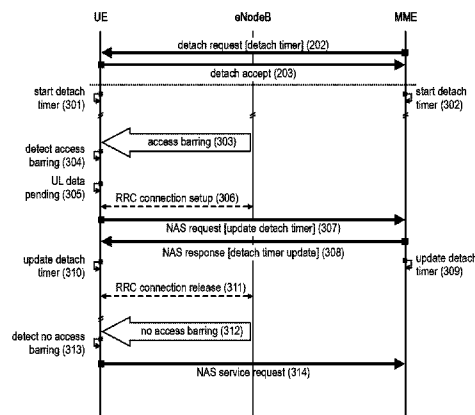 UE eNodeB MME
detach request [detach timer] (202)
detach accept (203)
start detach
timer (301)
start detach
timer (302)
access barring (303)
detect access
barring (304)
UL data
pending (305)
RRC connection setup (306)
NAS request [update detach timer] (307)
NAS response [detach timer update] (308)
update detach
timer (310)
update detach
timer (309)
RRC connection release (311)
no access barring (312)
detect no access
barring (313)
NAS service request (314)